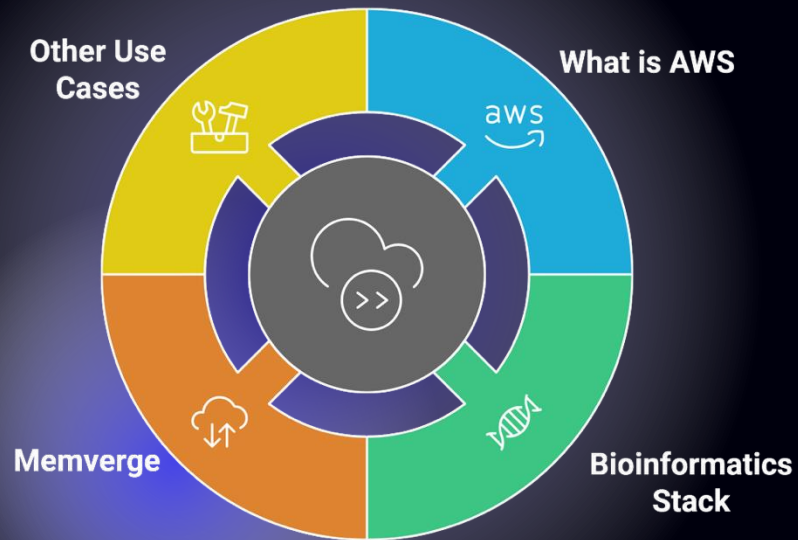 Other Use
Cases
What is AWS
aws
Memverge
Bioinformatics
Stack